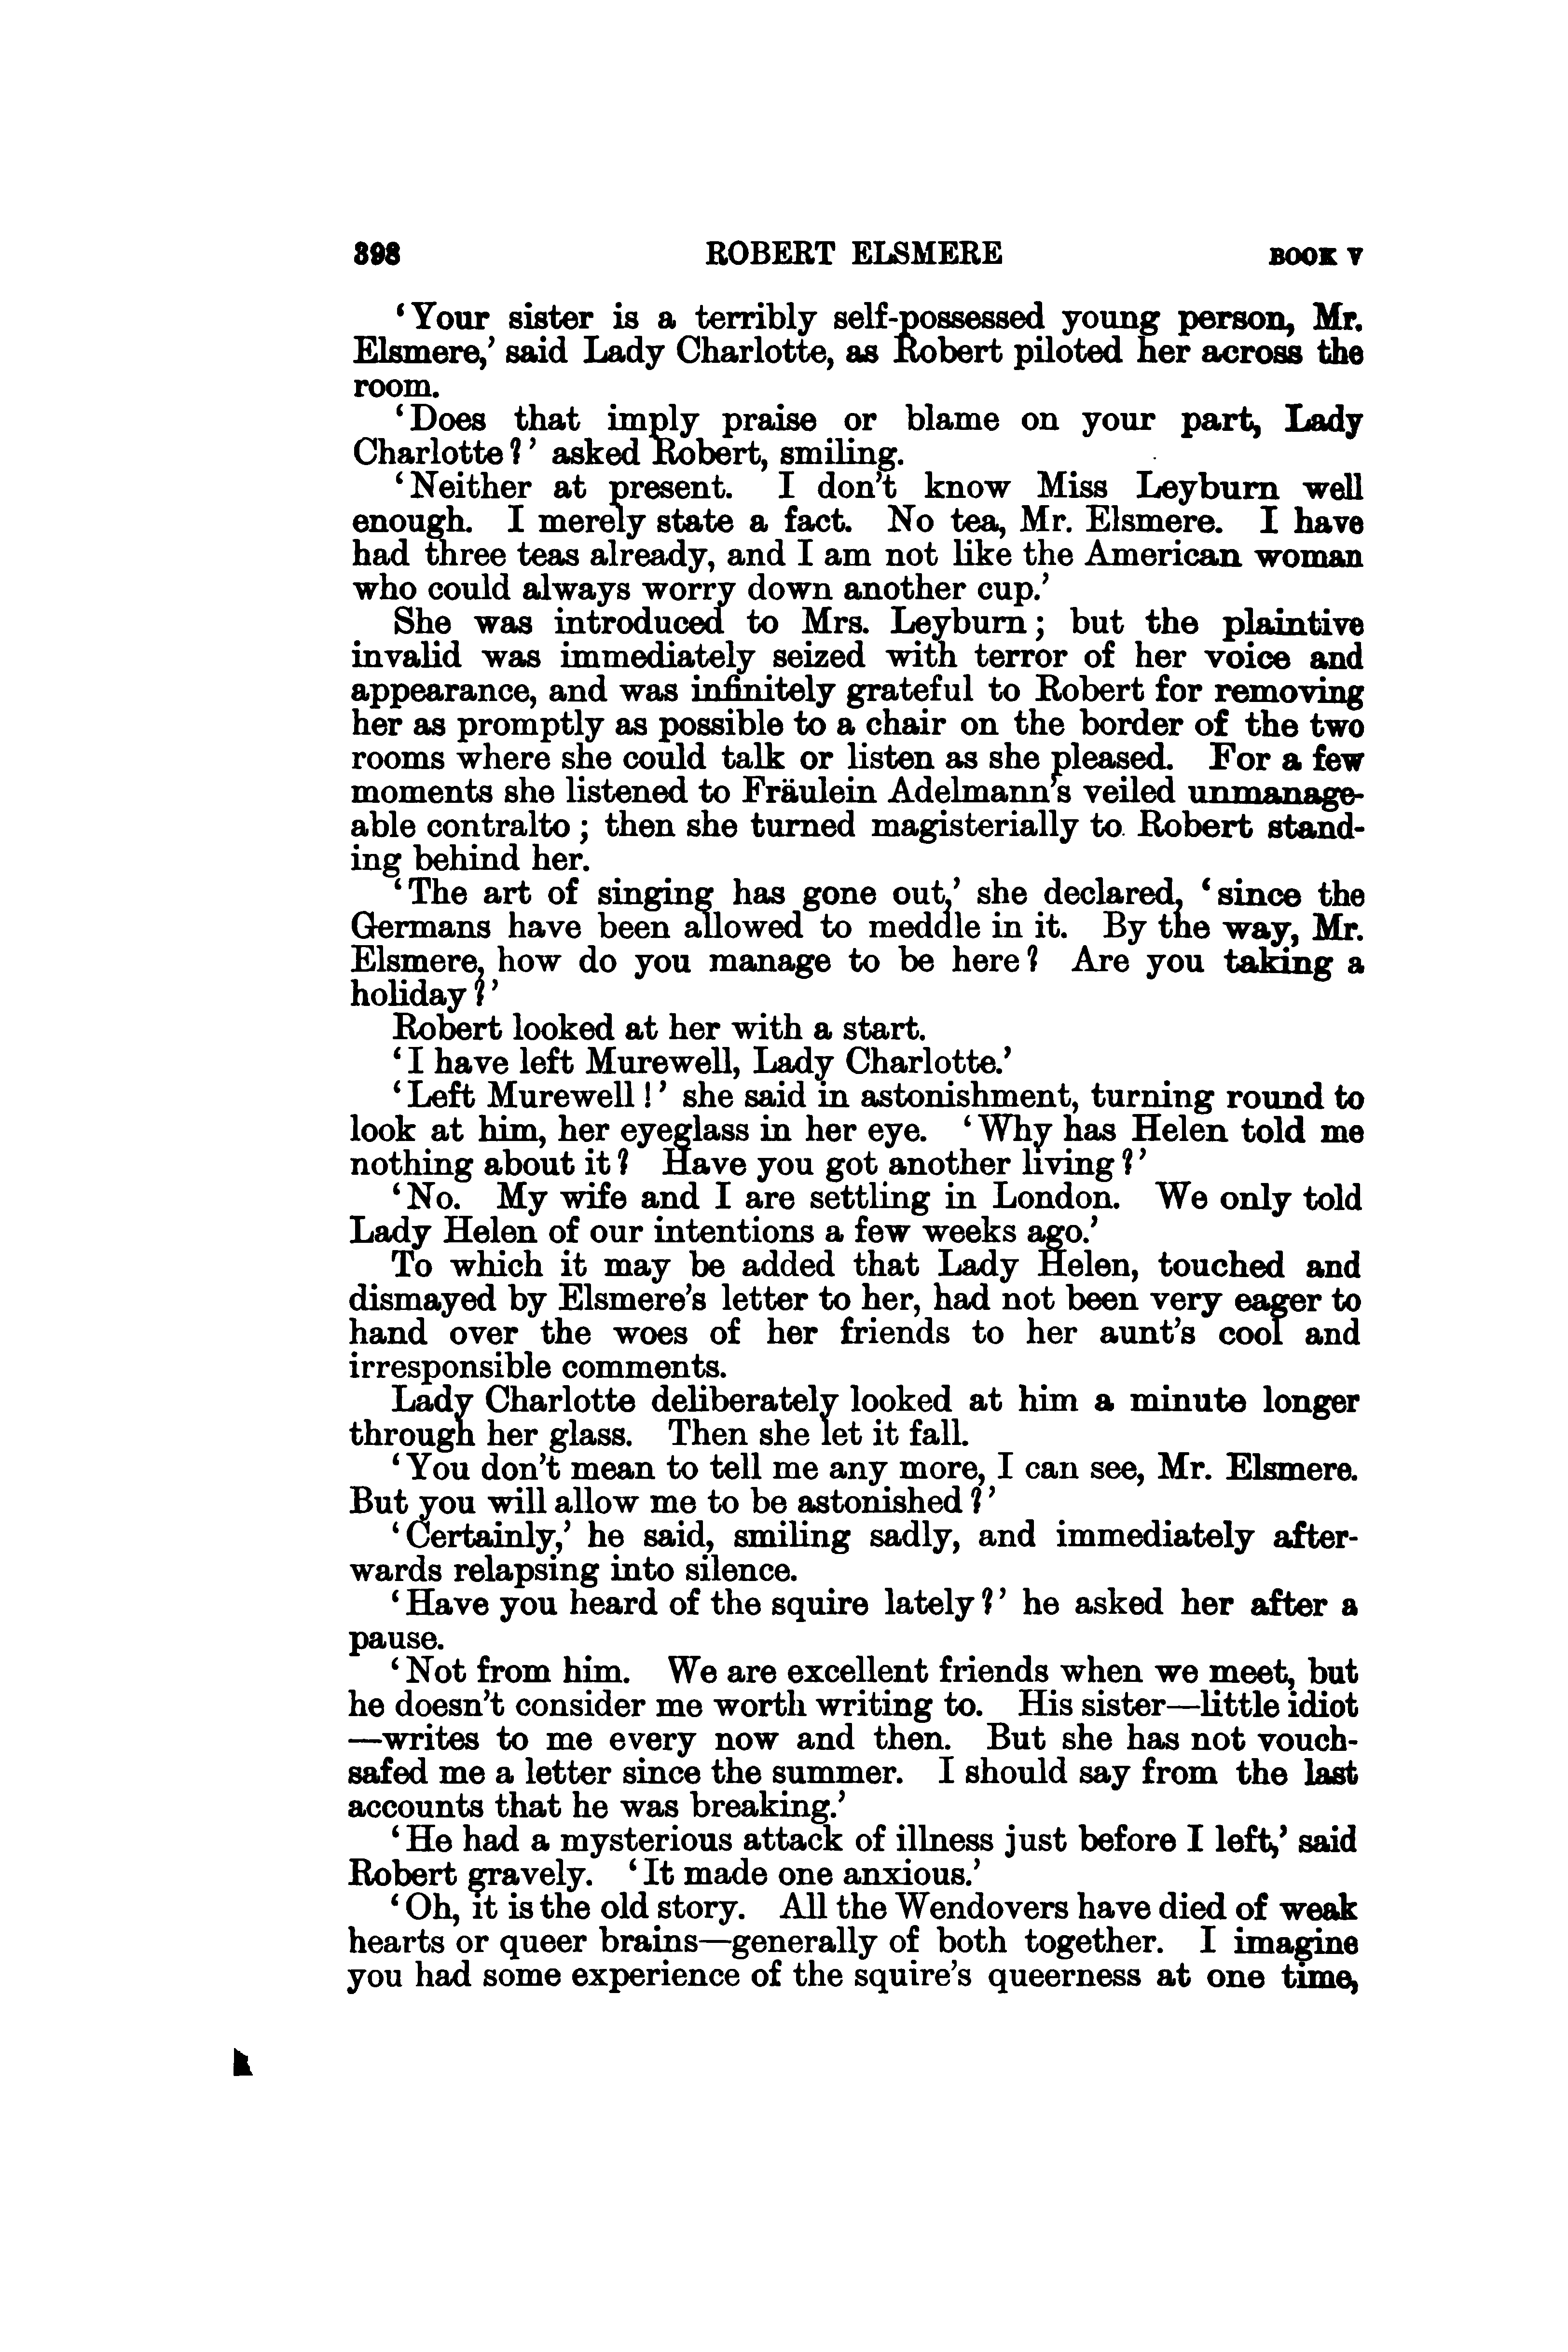 398 ROBERT ELSMERE BOOK V
‘Your sister is a terribly self-possessed young person, Mr.
Elsmere,’ said Lady Charlotte, as Robert piloted her across the
room.
‘Does that imply praise or blame on your part, Lady
Charlotte?’ asked Robert, smiling.
‘Neither at present. I don’t know Miss Leyburn well
enough. I merely state a fact. No tea, Mr. Elsmere. I have
had three teas already, and I am not like the American woman
who could always worry down another cup.’
She was introduced to Mrs. Leyburn; but the plaintive
invalid was immediately seized with terror of her voice and
appearance, and was infinitely grateful to Robert for removing
her as promptly as possible to a chair on the border of the two
rooms where she could talk or listen as she pleased. For a few
moments she listened to Fräulein Adelmann’s veiled unmanage-
able contralto; then she turned magisterially to Robert stand-
ing behind her.
‘The art of singing has gone out,’ she declared, ‘since the
Germans have been allowed to meddle in it. By the way, Mr.
Elsmere, how do you manage to be here? Are you taking a
holiday?’
Robert looked at her with a start.
‘I have left Murewell, Lady Charlotte.’
‘Left Murewell!’ she said in astonishment, turning round to
look at him, her eyeglass in her eye. ‘Why has Helen told me
nothing about it? Have you got another living?’
‘No. My wife and I are settling in London. We only told
Lady Helen of our intentions a few weeks ago.’
To which it may be added that Lady Helen, touched and
dismayed by Elsmere’s letter to her, had not been very eager to
hand over the woes of her friends to her aunt’s cool and
irresponsible comments.
Lady Charlotte deliberately looked at him a minute longer
through her glass. Then she let it fall.
‘You don’t mean to tell me any more, I can see, Mr. Elsmere.
But you will allow me to be astonished?’
‘Certainly,’ he said, smiling sadly, and immediately after-
wards relapsing into silence.
‘Have you heard of the squire lately?’ he asked her after a
pause.
‘Not from him. We are excellent friends when we meet, but
he doesn’t consider me worth writing to. His sister—little idiot
—writes to me every now and then. But she has not vouch-
safed me a letter since the summer. I should say from the last
accounts that he was breaking.’
‘He had a mysterious attack of illness just before I left,’ said
Robert gravely. ‘It made one anxious.’
‘Oh, it is the old story. All the Wendovers have died of weak
hearts or queer brains—generally of both together. I imagine
you had some experience of the squire’s queerness at one time,